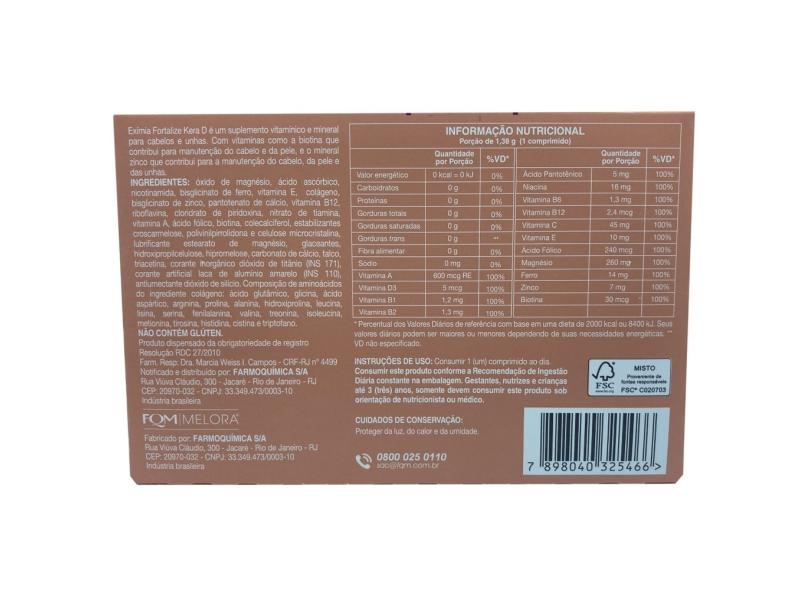 Exímia Fortalize Kera D é um suplemento vitamínico e mineral
para cabelos e unhas. Com vitaminas como a biotina que
contribui para manutenção do cabelo e da pele, e o mineral
zinco que contribui para a manutenção do cabelo, da pele e
das unhas.
INGREDIENTES: óxido de magnésio, ácido ascórbico,
nicotinamida, bisglicinato de ferro, vitamina E, colágeno,
bisglicinato de zinco, pantotenato de cálcio, vitamina B12,
riboflavina, cloridrato de piridoxina, nitrato de tiamina,
vitamina A, ácido fólico, biotina, colecalciferol, estabilizantes
croscarmelose, polivinilpirrolidona e celulose microcristalina,
lubrificante estearato de magnésio, glaceantes,
hidroxipropilcelulose, hipromelose, carbonato de cálcio, talco,
triacetina, corante inorgânico dióxido de titânio (INS 171),
corante artificial laca de alumínio amarelo (INS 110),
antiumectante dióxido de silício. Composição de aminoácidos
do ingrediente colágeno: ácido glutâmico, glicina, ácido
aspártico, arginina, prolina, alanina, hidroxiprolina, leucina,
lisina, serina, fenilalanina, valina, treonina, isoleucina,
metionina, tirosina, histidina, cistina e triptofano.
NÃO CONTÉM GLÚTEN.
Produto dispensado da obrigatoriedade de registro
Resolução RDC 27/2010
Farm. Resp: Dra. Marcia Weiss I. Campos - CRF-RJ nº 4499
Notificado e distribuído por: FARMOQUÍMICA S/A
Rua Viúva Cláudio, 300 - Jacaré - Rio de Janeiro - RJ
CEP: 20970-032 - CNPJ: 33.349.473/0003-10
Indústria brasileira
FQM | MELORA
Fabricado por: FARMOQUÍMICA S/A
Rua Viúva Cláudio, 300 - Jacaré - Rio de Janeiro - RJ
CEP: 20970-032 - CNPJ: 33.349.473/0003-10
Indústria brasileira
INFORMAÇÃO NUTRICIONAL
Porção de 1,38 g (1 comprimido)
Quantidade por Porção %VD* Quantidade por Porção %VD*
Valor energético 0 kcal = 0 kJ 0% Ácido Pantotênico 5 mg 100%
Carboidratos 0 g 0% Niacina 16 mg 100%
Proteínas 0 g 0% Vitamina B6 1,3 mg 100%
Gorduras totais 0 g 0% Vitamina B12 2,4 mcg 100%
Gorduras saturadas 0 g 0% Vitamina C 45 mg 100%
Gorduras trans 0 g ** Vitamina E 10 mg 100%
Fibra alimentar 0 g 0% Ácido Fólico 240 mcg 100%
Sódio 0 mg 0% Magnésio 260 mg 100%
Vitamina A 600 mcg RE 100% Ferro 14 mg 100%
Vitamina D3 5 mcg 100% Zinco 7 mg 100%
Vitamina B1 1,2 mg 100% Biotina 30 mcg 100%
Vitamina B2 1,3 mg 100%
* Percentual dos Valores Diários de referência com base em uma dieta de 2000 kcal ou 8400 kJ. Seus
valores diários podem ser maiores ou menores dependendo de suas necessidades energéticas. **
VD não especificado.
INSTRUÇÕES DE USO: Consumir 1 (um) comprimido ao dia.
Consumir este produto conforme a Recomendação de Ingestão
Diária constante na embalagem. Gestantes, nutrizes e crianças
até 3 (três) anos, somente devem consumir este produto sob
orientação de nutricionista ou médico.
CUIDADOS DE CONSERVAÇÃO:
Proteger da luz, do calor e da umidade.
0800 025 0110
sac@fqm.com.br
FSC
www.fsc.org
MISTO
Proveniente de
fontes responsáveis
FSC® C020703
7 898040 325466 >